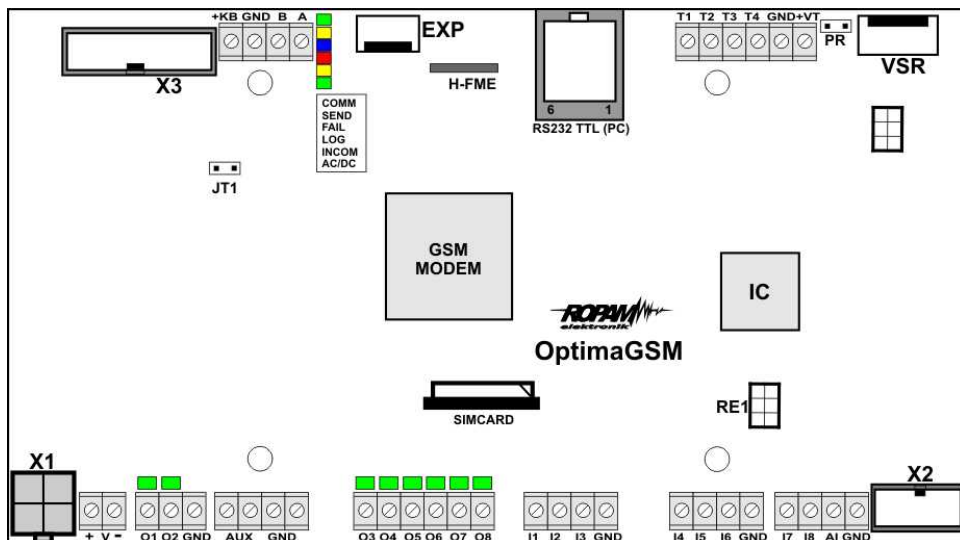 +KB GND B A
EXP
T1 T2 T3 T4 GND+VT
PR
VSR
X3
H-FME
6 1
RS232 TTL (PC)
COMM
SEND
FAIL
LOG
INCOM
AC/DC
JT1
GSM
MODEM
IC
ROPAM
elektronik
OptimaGSM
SIMCARD
RE1
X1
X2
+ V -
O1 O2 GND
AUX GND
O3 O4 O5 O6 O7 O8
I1 I2 I3 GND
I4 I5 I6 GND
I7 I8 AI GND